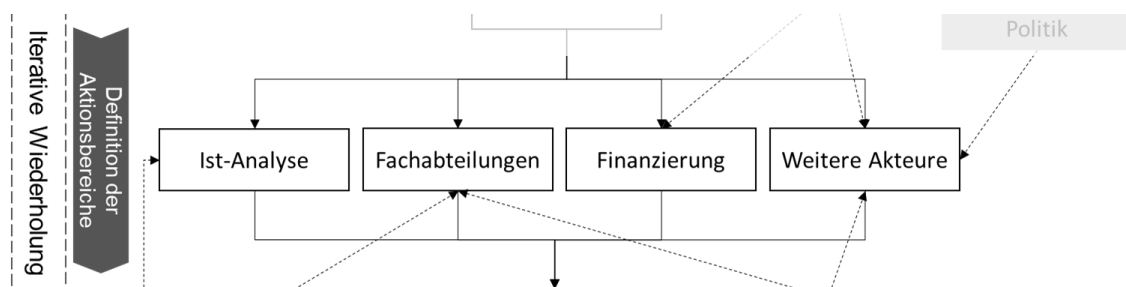 Iterative Wiederholung
Definition der
Aktionsbereiche
Politik
Ist-Analyse
Fachabteilungen
Finanzierung
Weitere Akteure